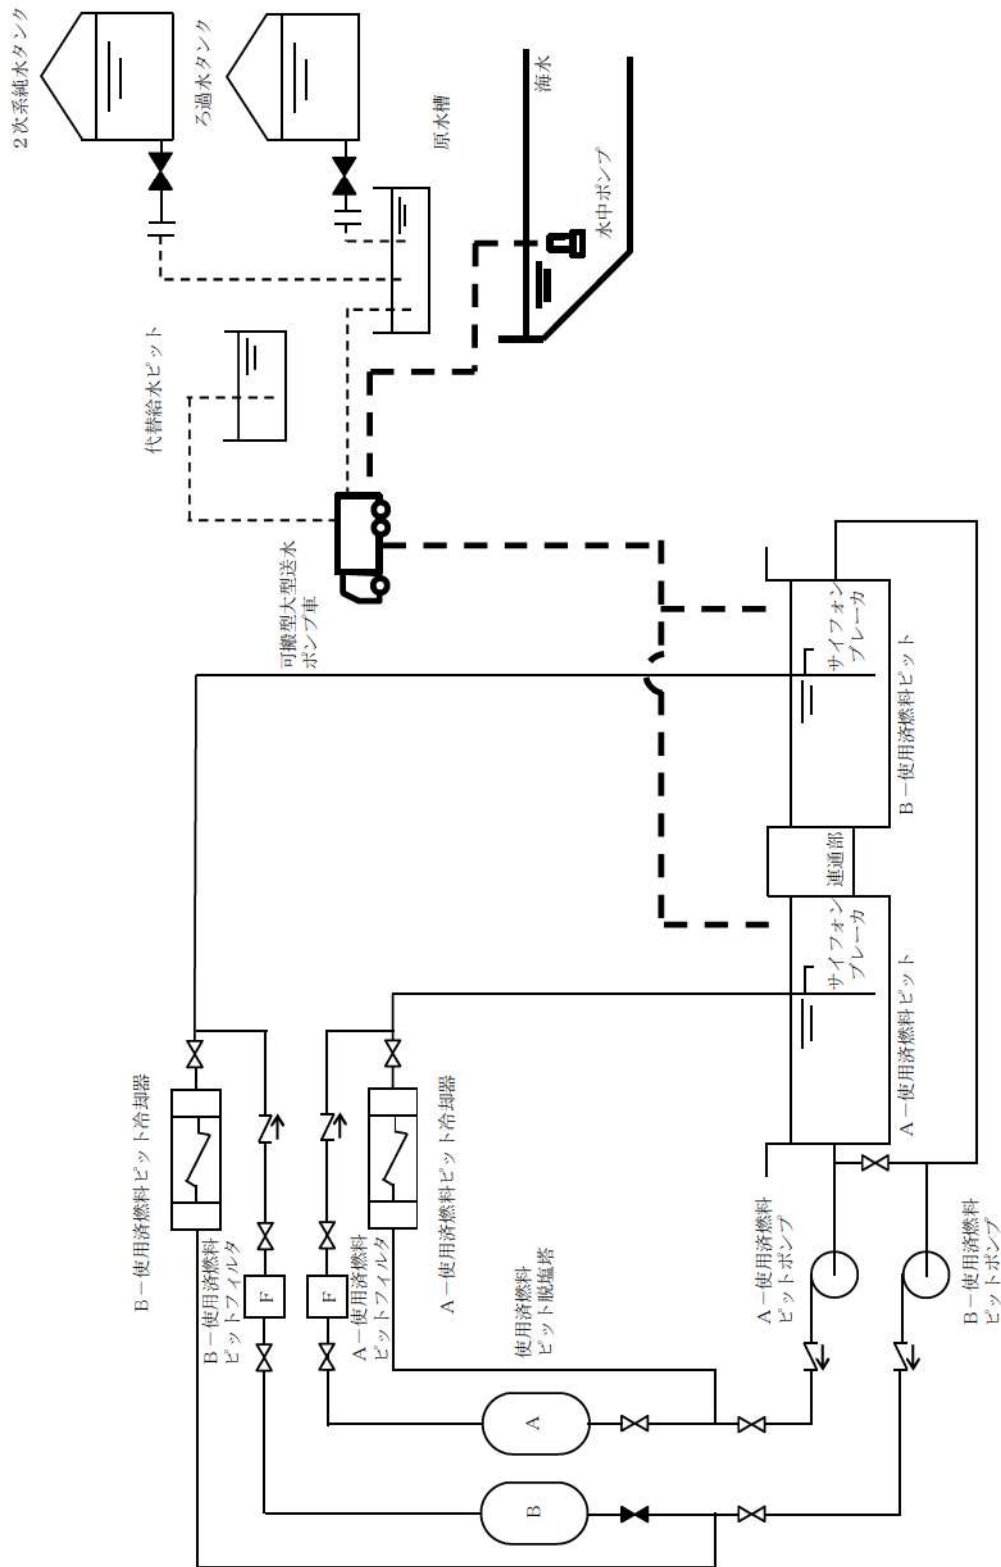 2次系純水タンク
ろ過水タンク
原水槽
海水
水中ポンプ
代替給水ピット
可搬型大型送水
ポンプ車
サイフォン
ブレーカ
B-使用済燃料ピット
連通部
サイフォン
ブレーカ
A-使用済燃料ピット
B-使用済燃料ピット冷却器
B-使用済燃料
ピットフィルタ
F
F
A-使用済燃料
ピットフィルタ
A-使用済燃料ピット冷却器
使用済燃料
ピット脱塩塔
A
B
A-使用済燃料
ピットポンプ
B-使用済燃料
ピットポンプ